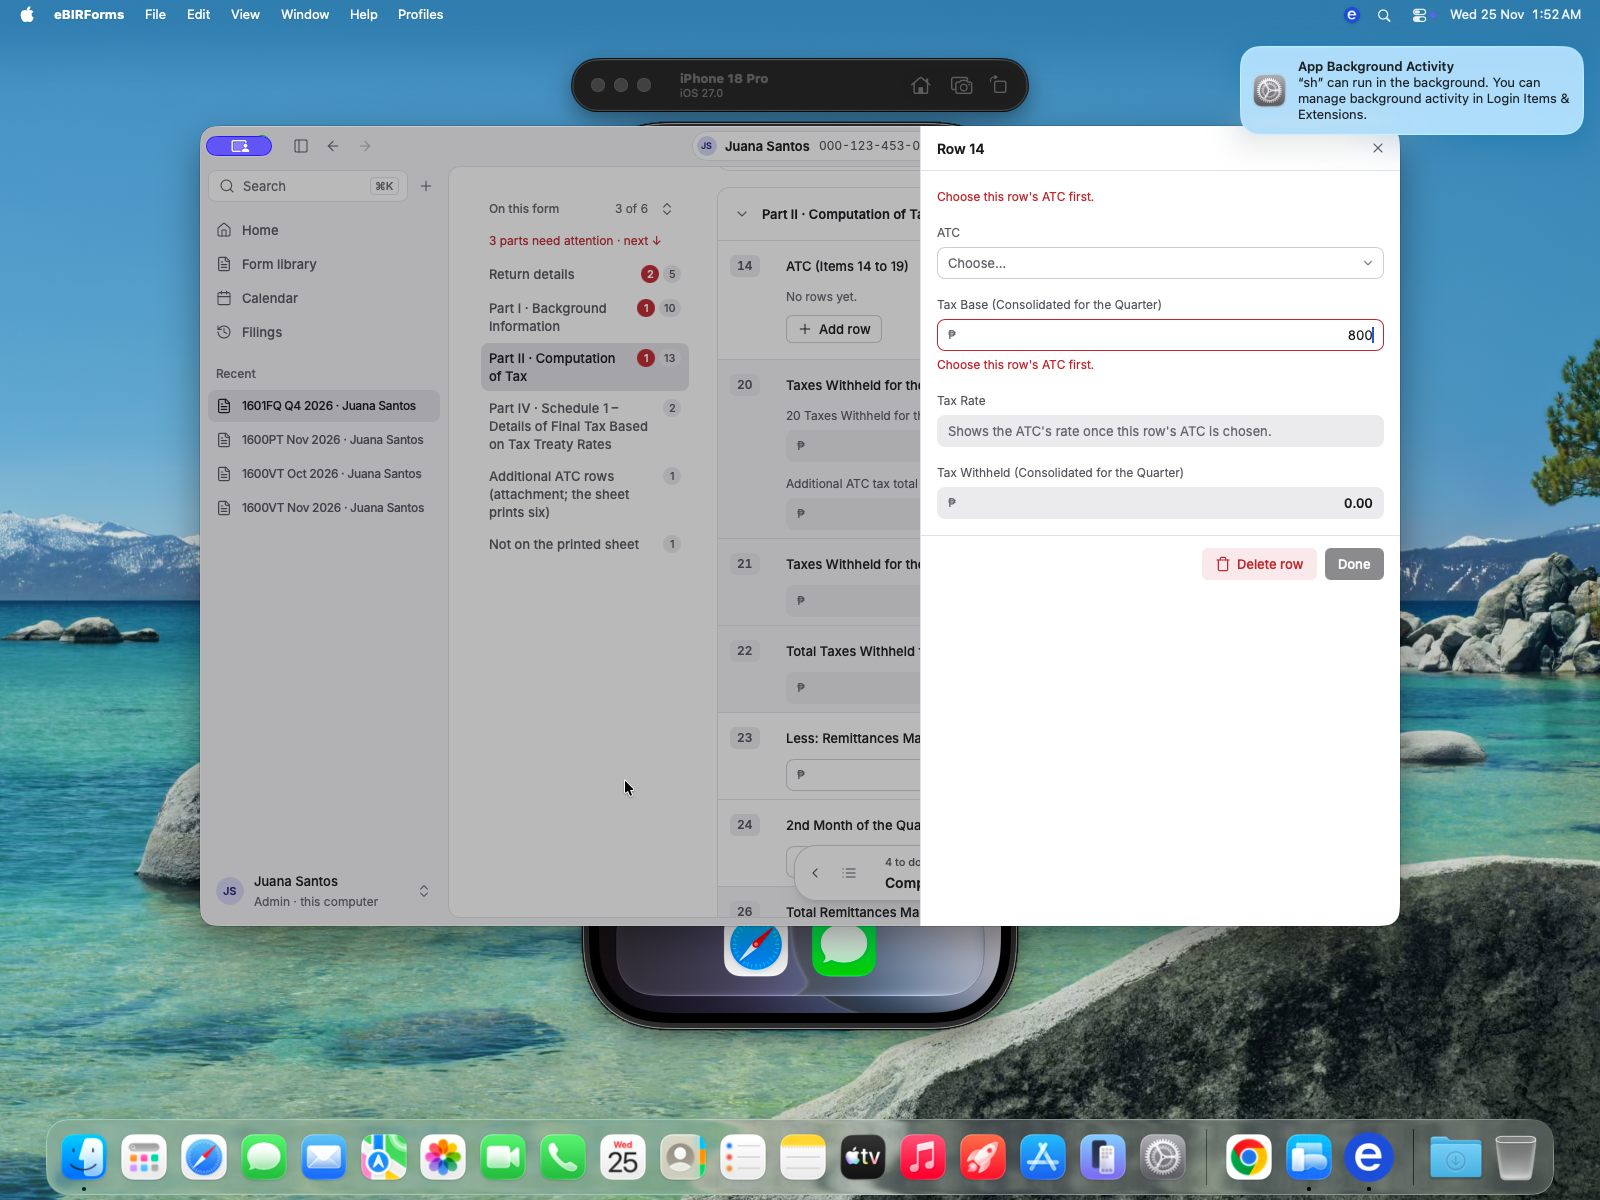 eBIRForms File Edit View Window Help Profiles
e
Wed 25 Nov 1:52 AM
App Background Activity
“sh” can run in the background. You can
manage background activity in Login Items &
Extensions.
iPhone 18 Pro
iOS 27.0
JS Juana Santos 000-123-453-0
Search ⌘K
Home
Form library
Calendar
Filings
Recent
1601FQ Q4 2026 · Juana Santos
1600PT Nov 2026 · Juana Santos
1600VT Oct 2026 · Juana Santos
1600VT Nov 2026 · Juana Santos
JS
Juana Santos
Admin · this computer
On this form 3 of 6
3 parts need attention · next ↓
Return details 2 5
Part I · Background
Information
1 10
Part II · Computation
of Tax
1 13
Part IV · Schedule 1 –
Details of Final Tax Based
on Tax Treaty Rates
2
Additional ATC rows
(attachment; the sheet
prints six)
1
Not on the printed sheet 1
Part II · Computation of Ta
14 ATC (Items 14 to 19)
No rows yet.
Add row
20 Taxes Withheld for the
20 Taxes Withheld for th
₱
Additional ATC tax total
₱
21 Taxes Withheld for the
₱
22 Total Taxes Withheld
₱
23 Less: Remittances Ma
₱
24 2nd Month of the Qua
4 to do
Comp
26 Total Remittances Ma
Row 14
Choose this row's ATC first.
ATC
Choose...
Tax Base (Consolidated for the Quarter)
₱ 800
Choose this row's ATC first.
Tax Rate
Shows the ATC's rate once this row's ATC is chosen.
Tax Withheld (Consolidated for the Quarter)
₱ 0.00
Delete row Done
Wed
25
tv
e